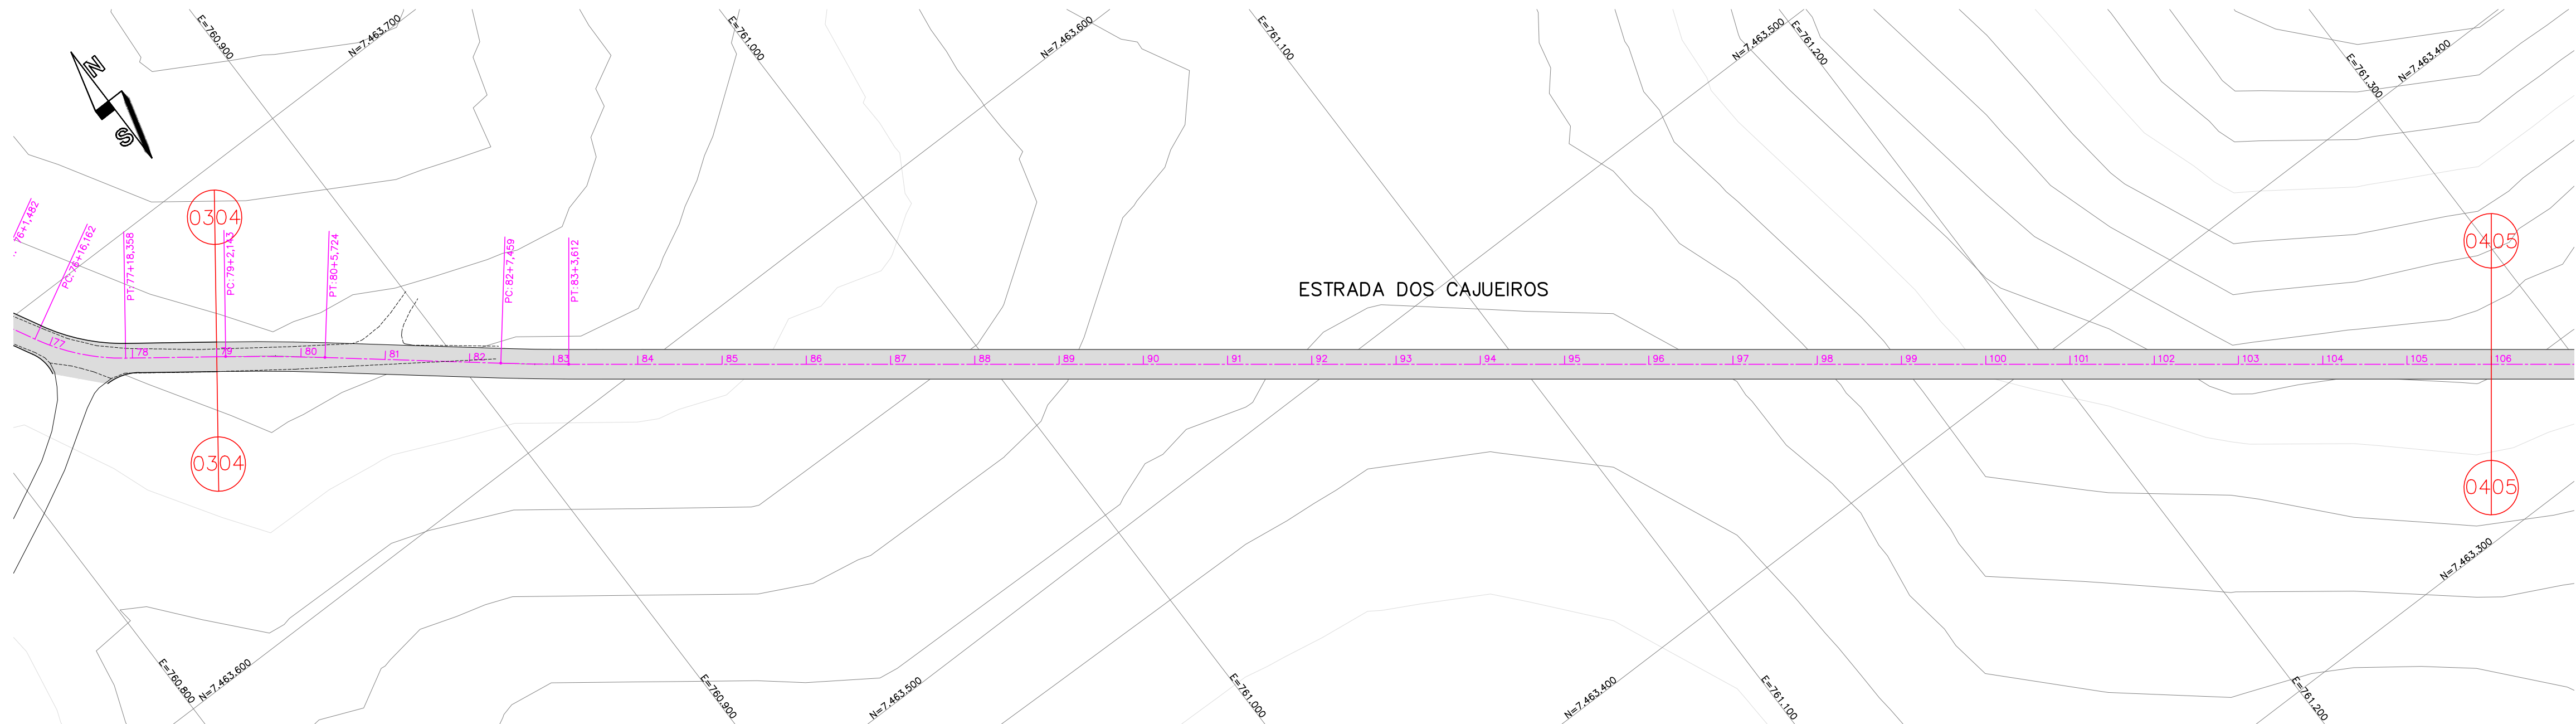 E=760.900
N=7.463.700
E=761.000
N=7.463.600
E=761.100
N=7.463.500
E=761.200
E=761.300
N=7.463.400
N
S
76+1,482
PC:76+16,162
PT:77+18,358
0304
PC:79+2,143
PT:80+5,724
PC:82+7,459
PT:83+3,612
0405
ESTRADA DOS CAJUEIROS
77
78
79
80
81
82
83
84
85
86
87
88
89
90
91
92
93
94
95
96
97
98
99
100
101
102
103
104
105
106
0304
0405
N=7.463.300
E=760.800
N=7.463.600
E=760.900
N=7.463.500
E=761.000
N=7.463.400
E=761.100
E=761.200